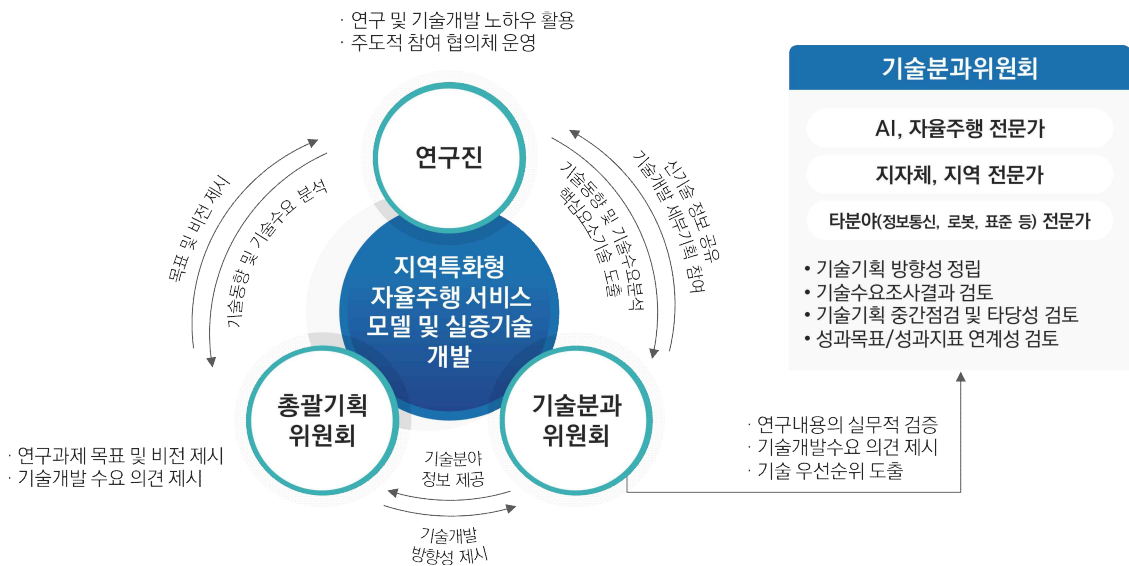 · 연구 및 기술개발 노하우 활용
· 주도적 참여 협의체 운영
연구진
목표 및 비전 제시
기술동향 및 기술수요 분석
신기술 정보 공유
기술개발 세부기획 참여
기술동향 및 기술수요분석
핵심요소기술 도출
지역특화형
자율주행 서비스
모델 및 실증기술
개발
총괄기획
위원회
기술분과
위원회
· 연구과제 목표 및 비전 제시
· 기술개발 수요 의견 제시
기술분야
정보 제공
기술개발
방향성 제시
· 연구내용의 실무적 검증
· 기술개발수요 의견 제시
· 기술 우선순위 도출
기술분과위원회
AI, 자율주행 전문가
지자체, 지역 전문가
타분야(정보통신, 로봇, 표준 등) 전문가
• 기술기획 방향성 정립
• 기술수요조사결과 검토
• 기술기획 중간점검 및 타당성 검토
• 성과목표/성과지표 연계성 검토